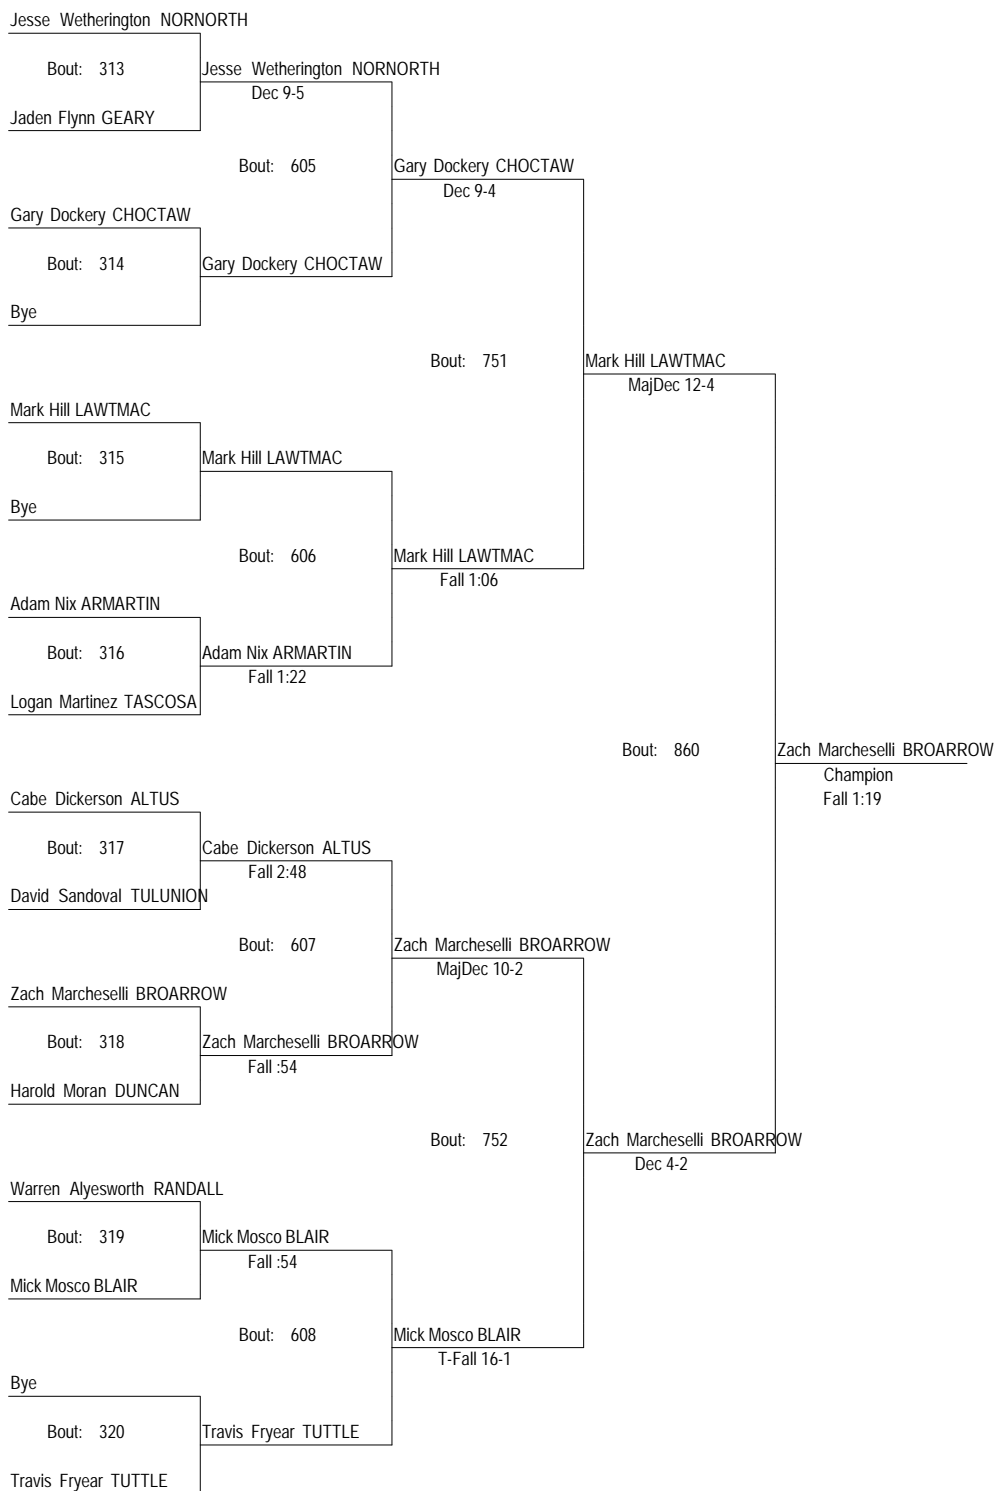 Jesse Wetherington NORNORTH
Bout: 313
Jesse Wetherington NORNORTH
Dec 9-5
Jaden Flynn GEARY
Bout: 605
Gary Dockery CHOCTAW
Dec 9-4
Gary Dockery CHOCTAW
Bout: 314
Gary Dockery CHOCTAW
Bye
Bout: 751
Mark Hill LAWTMAC
MajDec 12-4
Mark Hill LAWTMAC
Bout: 315
Mark Hill LAWTMAC
Bye
Bout: 606
Mark Hill LAWTMAC
Fall 1:06
Adam Nix ARMARTIN
Bout: 316
Adam Nix ARMARTIN
Fall 1:22
Logan Martinez TASCOSA
Bout: 860
Zach Marcheselli BROARROW
Champion
Fall 1:19
Cabe Dickerson ALTUS
Bout: 317
Cabe Dickerson ALTUS
Fall 2:48
David Sandoval TULUNION
Bout: 607
Zach Marcheselli BROARROW
MajDec 10-2
Zach Marcheselli BROARROW
Bout: 318
Zach Marcheselli BROARROW
Fall :54
Harold Moran DUNCAN
Bout: 752
Zach Marcheselli BROARROW
Dec 4-2
Warren Alyesworth RANDALL
Bout: 319
Mick Mosco BLAIR
Fall :54
Mick Mosco BLAIR
Bout: 608
Mick Mosco BLAIR
T-Fall 16-1
Bye
Bout: 320
Travis Fryear TUTTLE
Travis Fryear TUTTLE